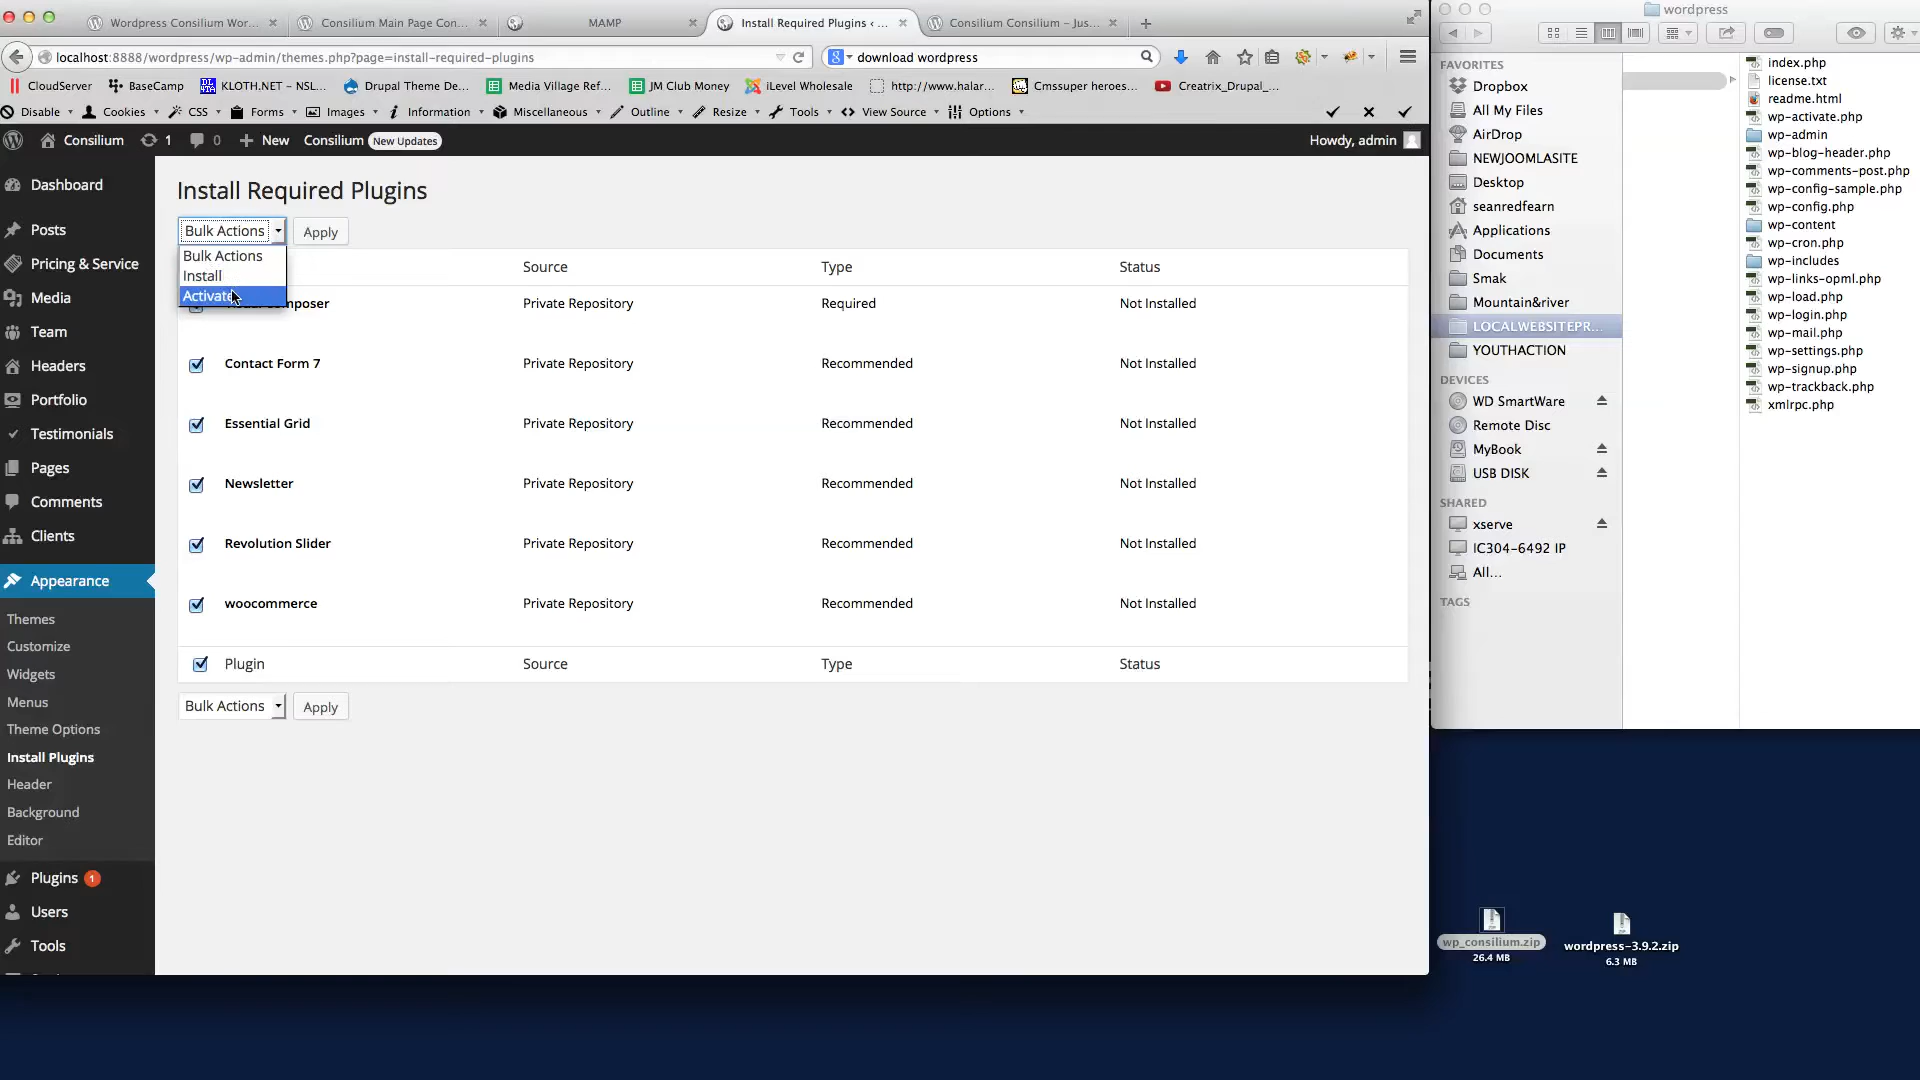 Wordpress Consilium Wor...
Consilium Main Page Con...
MAMP
Install Required Plugins ‹ ...
Consilium Consilium – Jus...
localhost:8888/wordpress/wp-admin/themes.php?page=install-required-plugins
download wordpress
CloudServer
BaseCamp
KLOTH.NET – NSL...
Drupal Theme De...
Media Village Ref...
JM Club Money
iLevel Wholesale
http://www.halar...
Cmssuper heroes...
Creatrix_Drupal_...
Disable
Cookies
CSS
Forms
Images
Information
Miscellaneous
Outline
Resize
Tools
View Source
Options
Consilium
1
0
New
Consilium
New Updates
Howdy, admin
Dashboard
Posts
Pricing & Service
Media
Team
Headers
Portfolio
Testimonials
Pages
Comments
Clients
Appearance
Themes
Customize
Widgets
Menus
Theme Options
Install Plugins
Header
Background
Editor
Plugins 1
Users
Tools
Install Required Plugins
Bulk Actions
Apply
Bulk Actions
Install
Activate
Source Type Status
mposer Private Repository Required Not Installed
Contact Form 7 Private Repository Recommended Not Installed
Essential Grid Private Repository Recommended Not Installed
Newsletter Private Repository Recommended Not Installed
Revolution Slider Private Repository Recommended Not Installed
woocommerce Private Repository Recommended Not Installed
Plugin Source Type Status
Bulk Actions
Apply
wordpress
FAVORITES
Dropbox
All My Files
AirDrop
NEWJOOMLASITE
Desktop
seanredfearn
Applications
Documents
Smak
Mountain&river
LOCALWEBSITEPR...
YOUTHACTION
DEVICES
WD SmartWare
Remote Disc
MyBook
USB DISK
SHARED
xserve
IC304-6492 IP
All...
TAGS
index.php
license.txt
readme.html
wp-activate.php
wp-admin
wp-blog-header.php
wp-comments-post.php
wp-config-sample.php
wp-config.php
wp-content
wp-cron.php
wp-includes
wp-links-opml.php
wp-load.php
wp-login.php
wp-mail.php
wp-settings.php
wp-signup.php
wp-trackback.php
xmlrpc.php
wp_consilium.zip
26.4 MB
wordpress-3.9.2.zip
6.3 MB